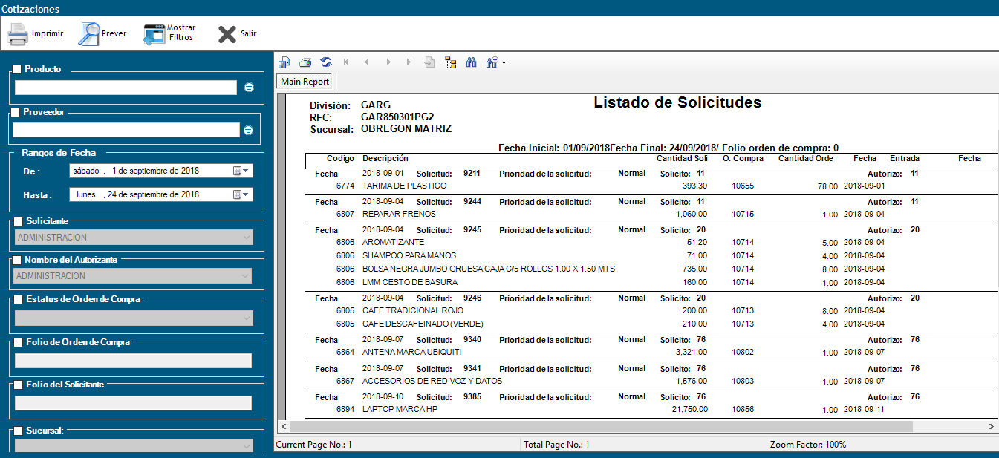 Cotizaciones
Imprimir Prever Mostrar Filtros Salir
Producto
Proveedor
Rangos de Fecha
De : sábado , 1 de septiembre de 2018
Hasta : lunes , 24 de septiembre de 2018
Solicitante
ADMINISTRACION
Nombre del Autorizante
ADMINISTRACION
Estatus de Orden de Compra
Folio de Orden de Compra
Folio del Solicitante
Sucursal:
Main Report
Listado de Solicitudes
División: GARG
RFC: GAR850301PG2
Sucursal: OBREGON MATRIZ
Fecha Inicial: 01/09/2018Fecha Final: 24/09/2018/ Folio orden de compra: 0
Codigo Descripción Cantidad Soli O. Compra Cantidad Orde Fecha Entrada Fecha
Fecha 2018-09-01 Solicitud: 9211 Prioridad de la solicitud: Normal Solicito: 11 Autorizo: 11
6774 TARIMA DE PLASTICO 393.30 10655 78.00 2018-09-01
Fecha 2018-09-04 Solicitud: 9244 Prioridad de la solicitud: Normal Solicito: 11 Autorizo: 11
6807 REPARAR FRENOS 1,060.00 10715 1.00 2018-09-04
Fecha 2018-09-04 Solicitud: 9245 Prioridad de la solicitud: Normal Solicito: 20 Autorizo: 20
6806 AROMATIZANTE 51.20 10714 5.00 2018-09-04
6806 SHAMPOO PARA MANOS 71.00 10714 4.00 2018-09-04
6806 BOLSA NEGRA JUMBO GRUESA CAJA C/5 ROLLOS 1.00 X 1.50 MTS 735.00 10714 8.00 2018-09-04
6806 LMM CESTO DE BASURA 160.00 10714 1.00 2018-09-04
Fecha 2018-09-04 Solicitud: 9246 Prioridad de la solicitud: Normal Solicito: 20 Autorizo: 20
6805 CAFE TRADICIONAL ROJO 200.00 10713 8.00 2018-09-04
6805 CAFE DESCAFEINADO (VERDE) 210.00 10713 4.00 2018-09-04
Fecha 2018-09-07 Solicitud: 9340 Prioridad de la solicitud: Normal Solicito: 76 Autorizo: 76
6864 ANTENA MARCA UBIQUITI 3,321.00 10802 1.00 2018-09-07
Fecha 2018-09-07 Solicitud: 9341 Prioridad de la solicitud: Normal Solicito: 76 Autorizo: 76
6867 ACCESORIOS DE RED VOZ Y DATOS 1,576.00 10803 1.00 2018-09-07
Fecha 2018-09-10 Solicitud: 9385 Prioridad de la solicitud: Normal Solicito: 76 Autorizo: 76
6894 LAPTOP MARCA HP 21,750.00 10856 1.00 2018-09-11
Current Page No.: 1 Total Page No.: 1 Zoom Factor: 100%